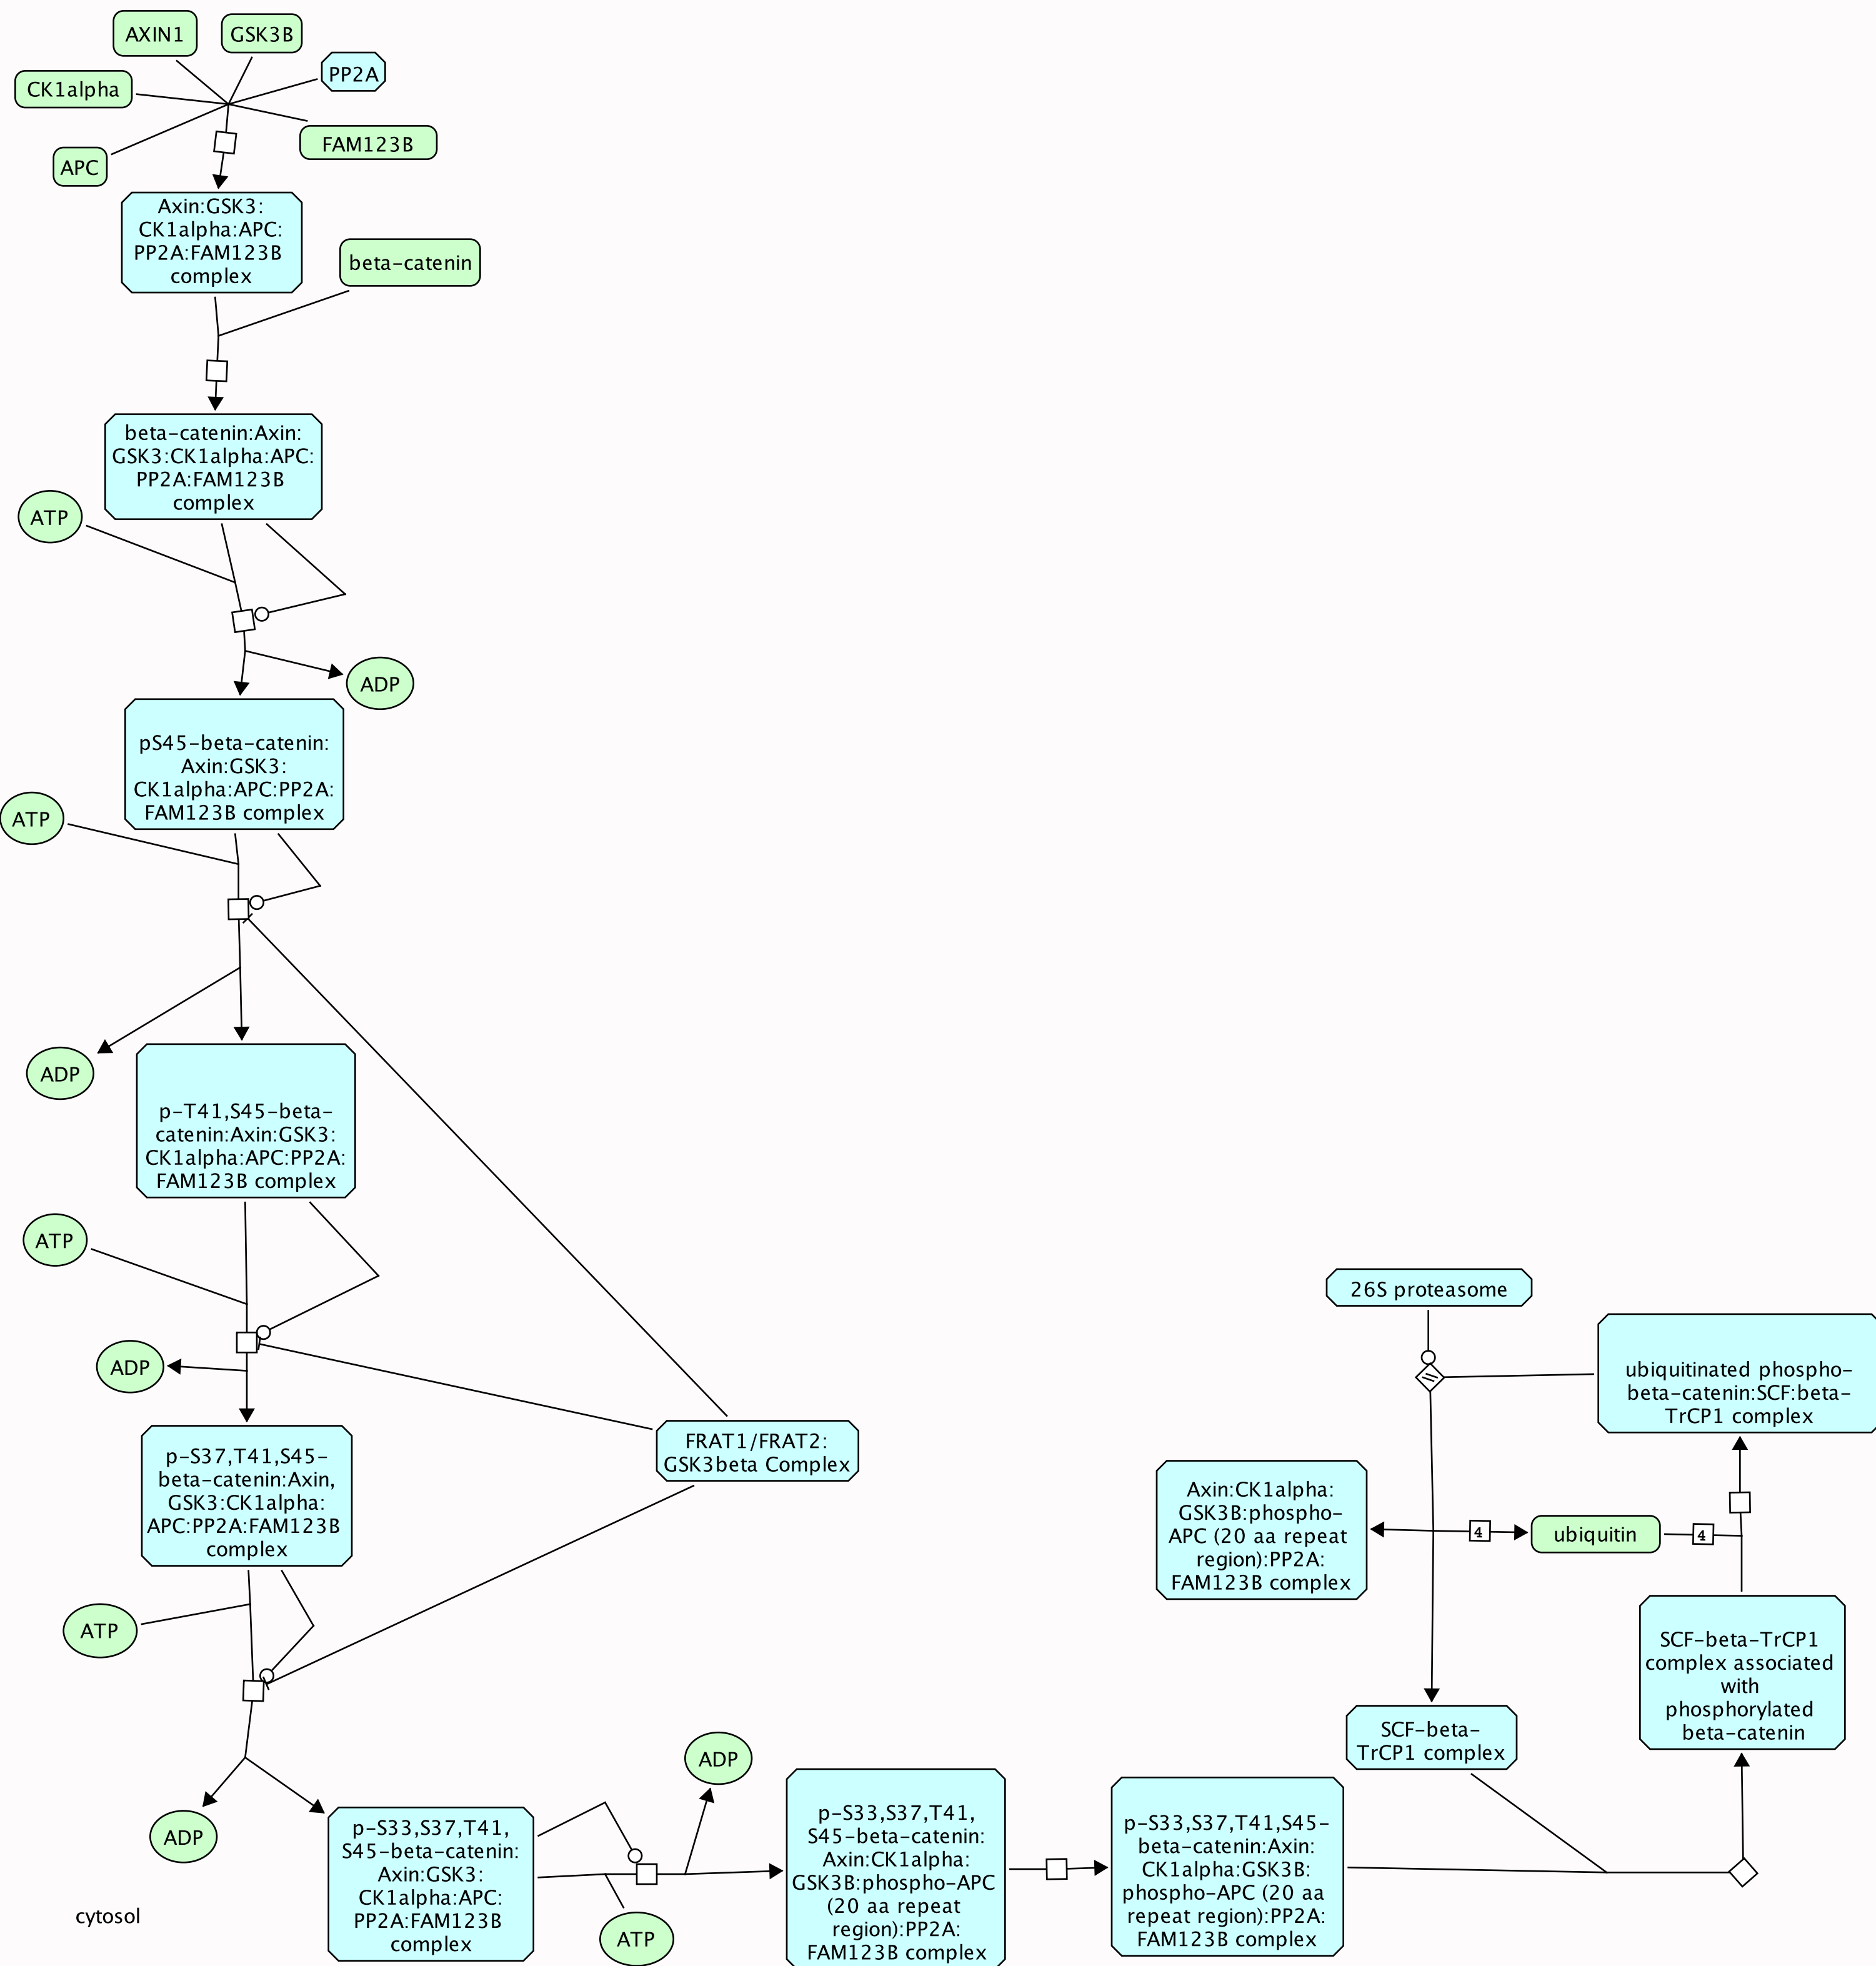 AXIN1
GSK3B
PP2A
CK1alpha
FAM123B
APC
Axin:GSK3:
CK1alpha:APC:
PP2A:FAM123B
complex
beta-catenin
beta-catenin:Axin:
GSK3:CK1alpha:APC:
PP2A:FAM123B
complex
ATP
ADP
pS45-beta-catenin:
Axin:GSK3:
CK1alpha:APC:PP2A:
FAM123B complex
ATP
ADP
p-T41,S45-beta-
catenin:Axin:GSK3:
CK1alpha:APC:PP2A:
FAM123B complex
ATP
ADP
p-S37,T41,S45-
beta-catenin:Axin,
GSK3:CK1alpha:
APC:PP2A:FAM123B
complex
FRAT1/FRAT2:
GSK3beta Complex
ATP
ADP
p-S33,S37,T41,
S45-beta-catenin:
Axin:GSK3:
CK1alpha:APC:
PP2A:FAM123B
complex
ADP
ATP
p-S33,S37,T41,
S45-beta-catenin:
Axin:CK1alpha:
GSK3B:phospho-APC
(20 aa repeat
region):PP2A:
FAM123B complex
p-S33,S37,T41,S45-
beta-catenin:Axin:
CK1alpha:GSK3B:
phospho-APC (20 aa
repeat region):PP2A:
FAM123B complex
26S proteasome
ubiquitinated phospho-
beta-catenin:SCF:beta-
TrCP1 complex
Axin:CK1alpha:
GSK3B:phospho-
APC (20 aa repeat
region):PP2A:
FAM123B complex
4
ubiquitin
4
SCF-beta-TrCP1
complex associated
with
phosphorylated
beta-catenin
SCF-beta-
TrCP1 complex
cytosol